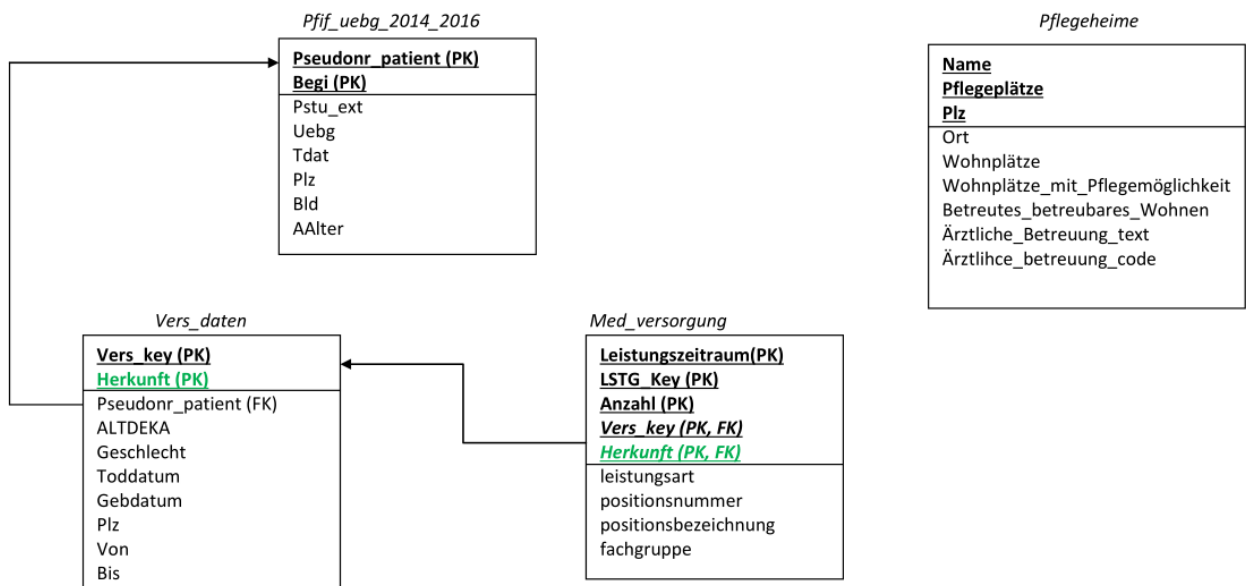 Pfif_uebg_2014_2016
Pseudonr_patient (PK)
Begi (PK)
Pstu_ext
Uebg
Tdat
Plz
Bld
AAlter
Pflegeheime
Name
Pflegeplätze
Plz
Ort
Wohnplätze
Wohnplätze_mit_Pflegemöglichkeit
Betreutes_betreubares_Wohnen
Ärztliche_Betreuung_text
Ärztlihce_betreuung_code
Vers_daten
Vers_key (PK)
Herkunft (PK)
Pseudonr_patient (FK)
ALTDEKA
Geschlecht
Toddatum
Gebdatum
Plz
Von
Bis
Med_versorgung
Leistungszeitraum(PK)
LSTG_Key (PK)
Anzahl (PK)
Vers_key (PK, FK)
Herkunft (PK, FK)
leistungsart
positionsnummer
positionsbezeichnung
fachgruppe